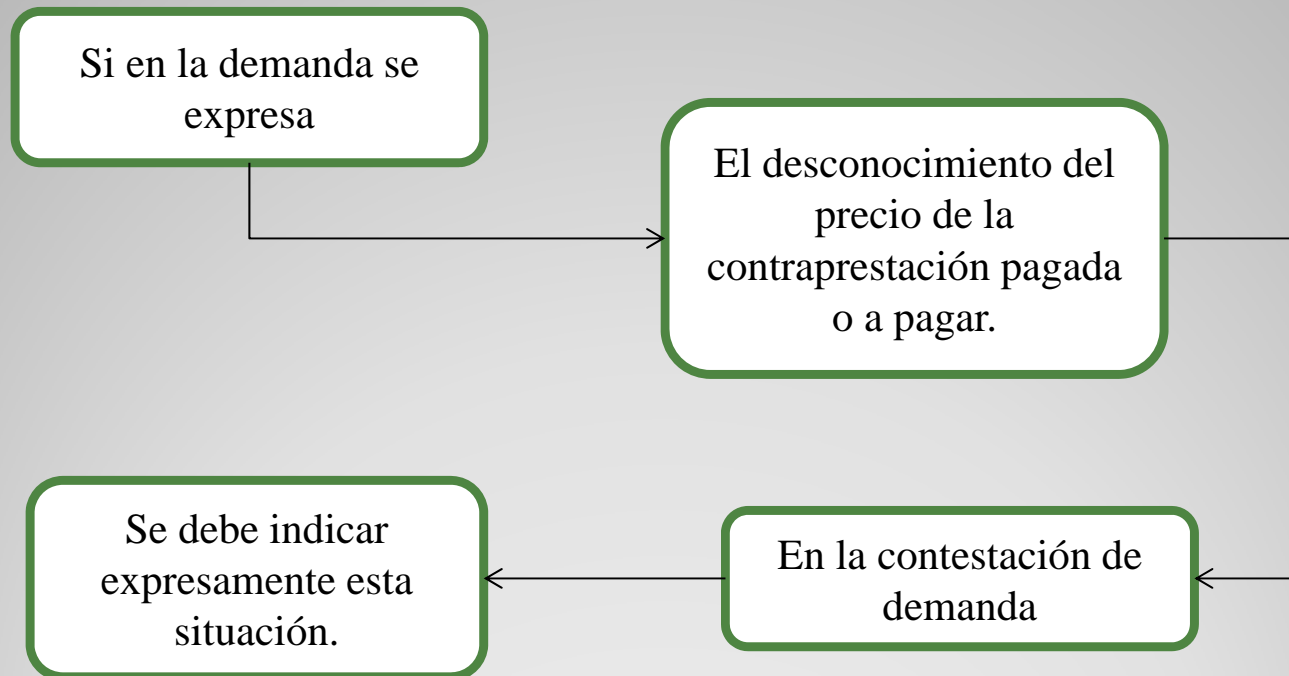 Si en la demanda se
expresa
El desconocimiento del
precio de la
contraprestación pagada
o a pagar.
En la contestación de
demanda
Se debe indicar
expresamente esta
situación.